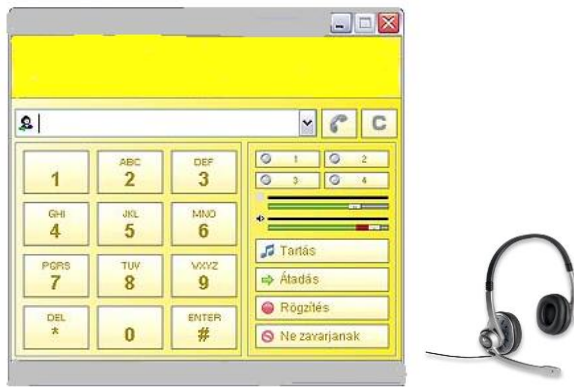 C
1
ABC
2
DEF
3
GHI
4
JKL
5
MNO
6
PQRS
7
TUV
8
WXYZ
9
DEL
*
0
ENTER
#
1 2
3 4
Tartás
Átadás
Rögzítés
Ne zavarjanak